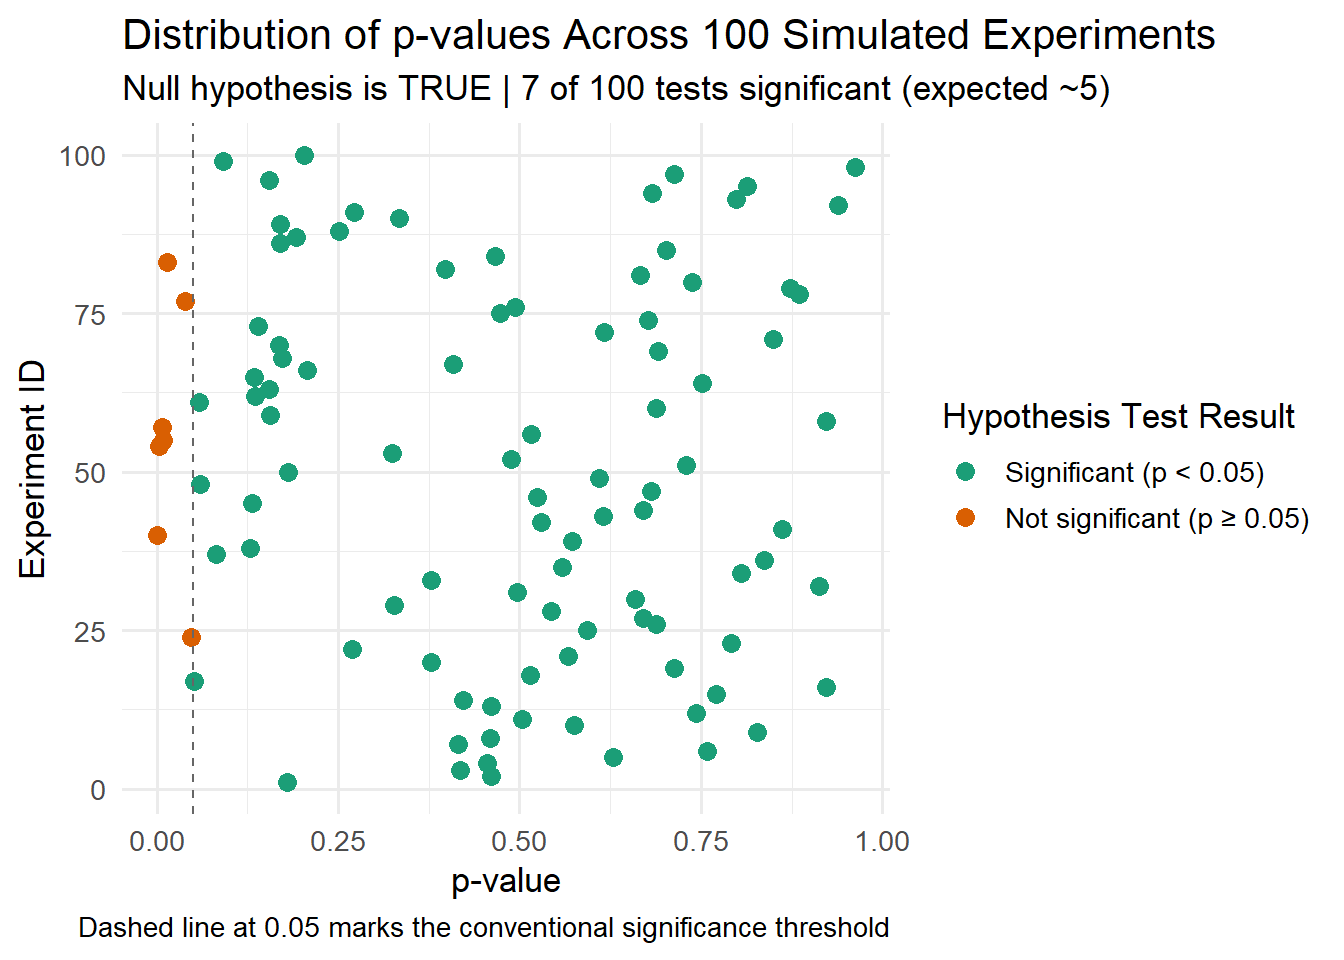 Distribution of p-values Across 100 Simulated Experiments
Null hypothesis is TRUE | 7 of 100 tests significant (expected ~5)
100
75
50
25
0
Experiment ID
0.00 0.25 0.50 0.75 1.00
p-value
Dashed line at 0.05 marks the conventional significance threshold
Hypothesis Test Result
Significant (p < 0.05)
Not significant (p ≥ 0.05)